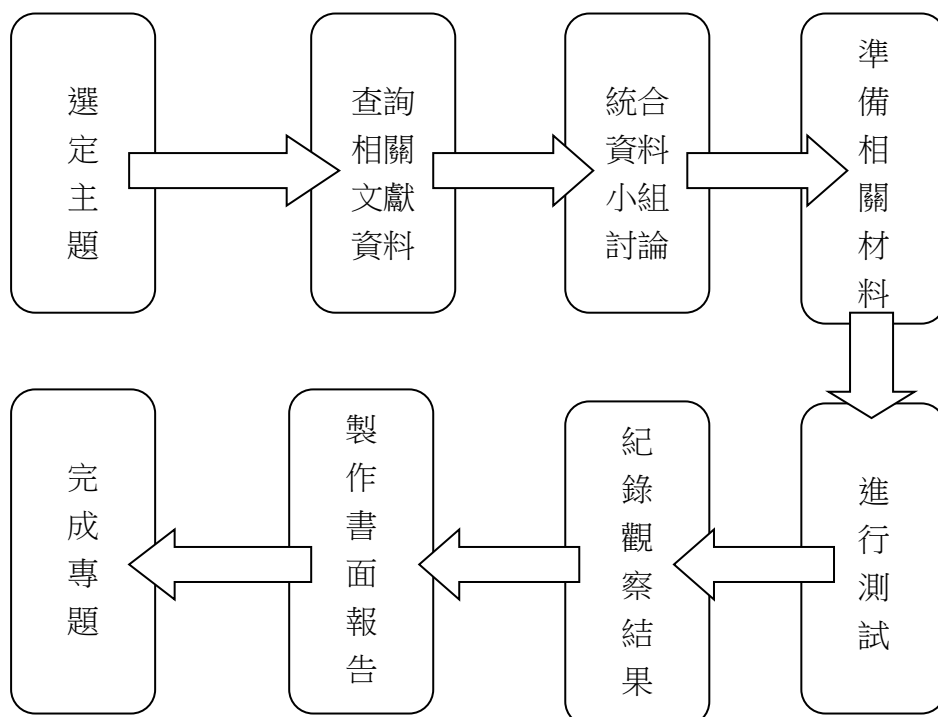 選定主題
查詢
相關
文獻
資料
統合
資料
小組
討論
準備相關材料
進行測試
紀錄觀察結果
製作書面報告
完成專題